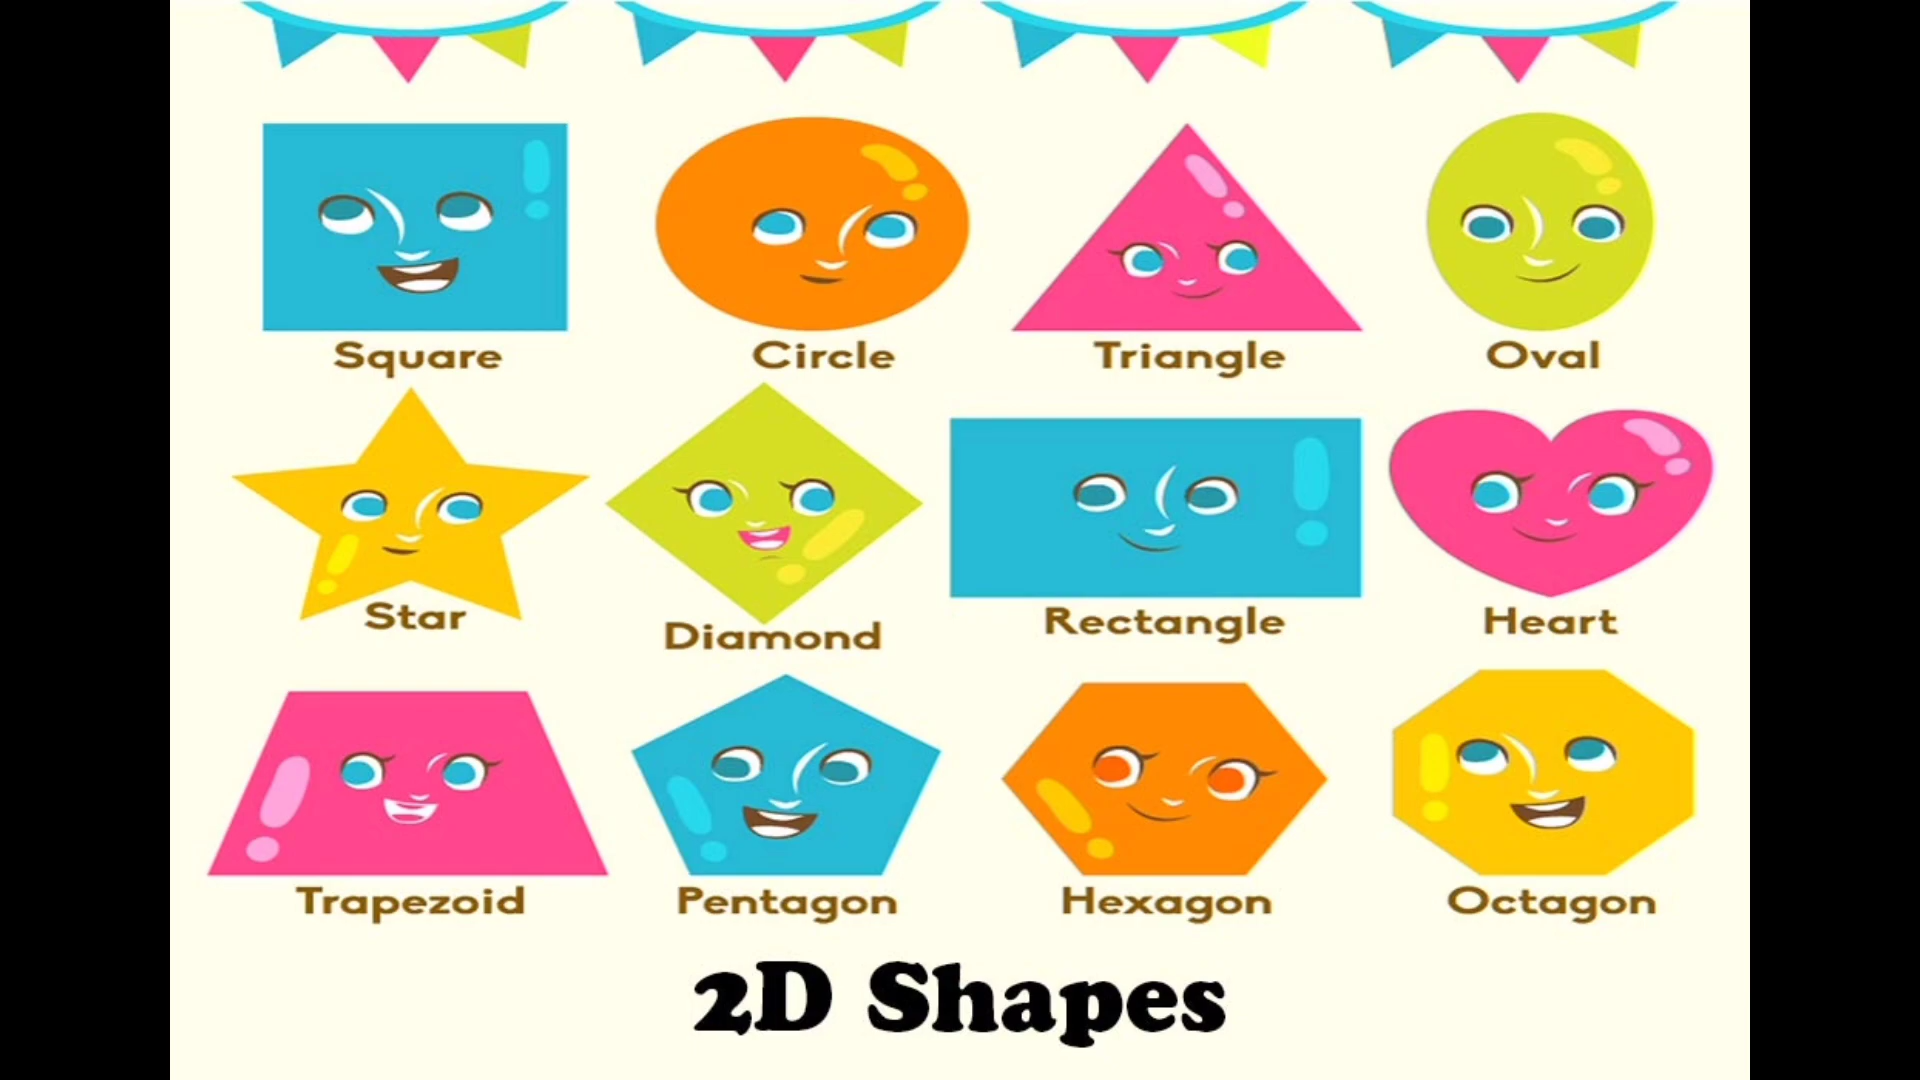 Square Circle Triangle Oval
Star Diamond Rectangle Heart
Trapezoid Pentagon Hexagon Octagon
2D Shapes